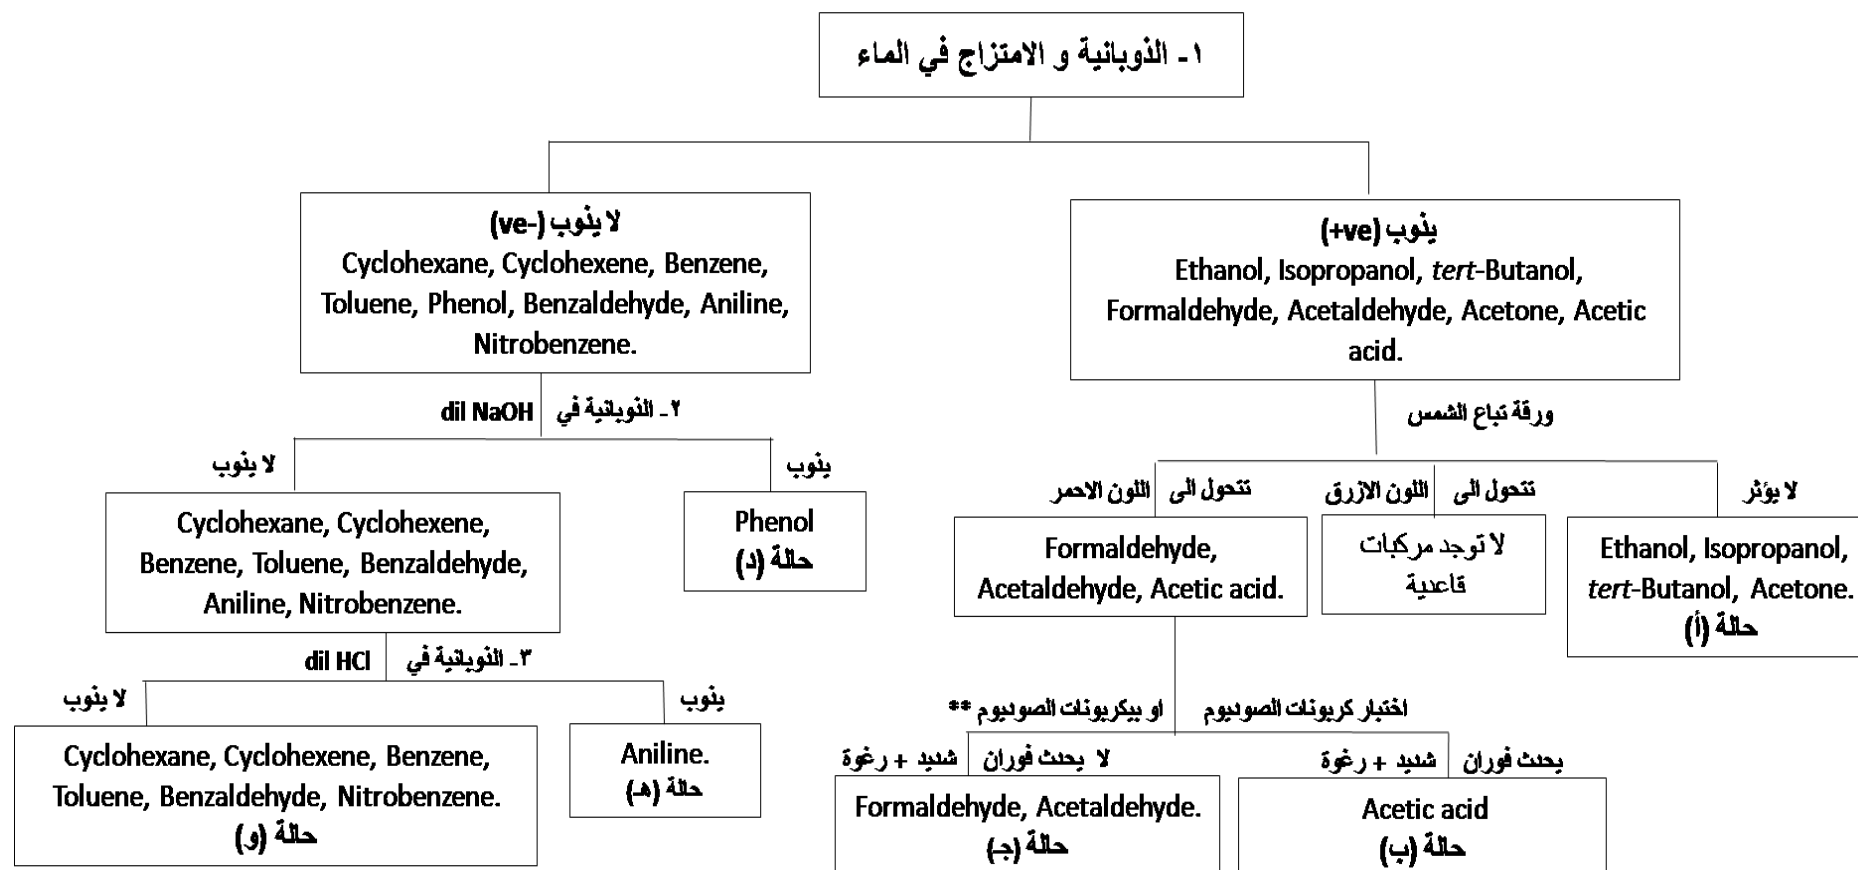 ١- الذوبانية و الامتزاج في الماء
يذوب (+ve)
Ethanol, Isopropanol, tert-Butanol,
Formaldehyde, Acetaldehyde, Acetone, Acetic
acid.
لا يذوب (-ve)
Cyclohexane, Cyclohexene, Benzene,
Toluene, Phenol, Benzaldehyde, Aniline,
Nitrobenzene.
ورقة تباع الشمس
٢- الذوبانية في dil NaOH
لا يؤثر
تتحول الى اللون الازرق
تتحول الى اللون الاحمر
يذوب
لا يذوب
Ethanol, Isopropanol,
tert-Butanol, Acetone.
حالة (أ)
لا توجد مركبات
قاعدية
Formaldehyde,
Acetaldehyde, Acetic acid.
Phenol
حالة (د)
Cyclohexane, Cyclohexene,
Benzene, Toluene, Benzaldehyde,
Aniline, Nitrobenzene.
٣- الذوبانية في dil HCl
اختبار كربونات الصوديوم او بيكربونات الصوديوم **
يذوب
لا يذوب
يحدث فوران شديد + رغوة
لا يحدث فوران شديد + رغوة
Acetic acid
حالة (ب)
Formaldehyde, Acetaldehyde.
حالة (جـ)
Aniline.
حالة (هـ)
Cyclohexane, Cyclohexene, Benzene,
Toluene, Benzaldehyde, Nitrobenzene.
حالة (و)